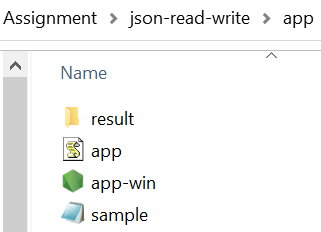 Assignment > json-read-write > app
Name
result
app
app-win
sample